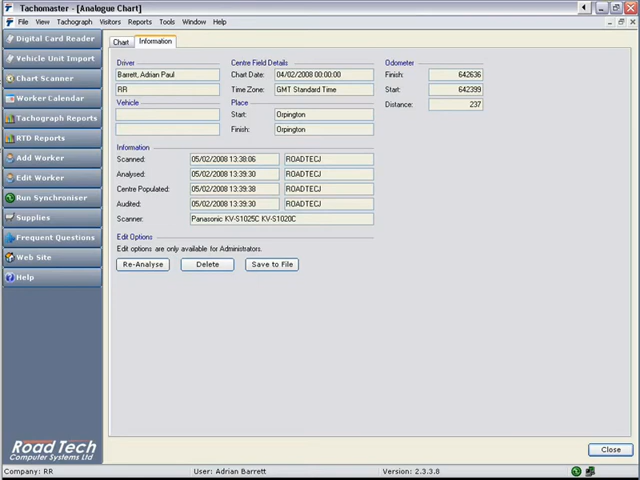 Tachomaster - [Analogue Chart]
File View Tachograph Visitors Reports Tools Window Help
Digital Card Reader
Vehicle Unit Import
Chart Scanner
Worker Calendar
Tachograph Reports
RTD Reports
Add Worker
Edit Worker
Run Synchroniser
Supplies
Frequent Questions
Web Site
Help
Road Tech
Computer Systems Ltd
Chart Information
Driver Centre Field Details Odometer
Barrett, Adrian Paul Chart Date: 04/02/2008 00:00:00 Finish: 642636
RR Time Zone: GMT Standard Time Start: 642399
Vehicle Place Distance: 237
Start: Orpington
Finish: Orpington
Information
Scanned: 05/02/2008 13:38:06 ROADTECJ
Analysed: 05/02/2008 13:39:30 ROADTECJ
Centre Populated: 05/02/2008 13:39:38 ROADTECJ
Audited: 05/02/2008 13:39:30 ROADTECJ
Scanner: Panasonic KV-S1025C KV-S1020C
Edit Options
Edit options are only available for Administrators.
Re-Analyse Delete Save to File
Close
Company: RR User: Adrian Barrett Version: 2.3.3.8